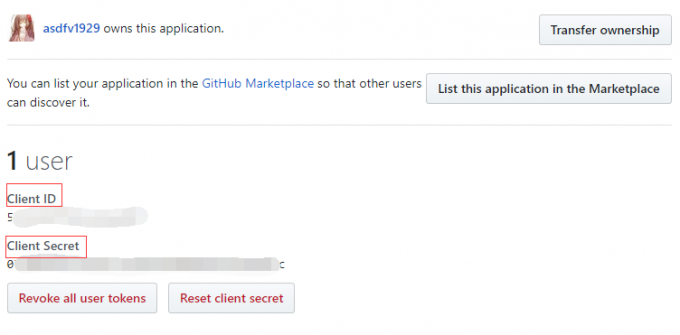 asdfv1929 owns this application.
Transfer ownership
You can list your application in the GitHub Marketplace so that other users
can discover it.
List this application in the Marketplace
1 user
Client ID
5
Client Secret
0
c
Revoke all user tokens
Reset client secret